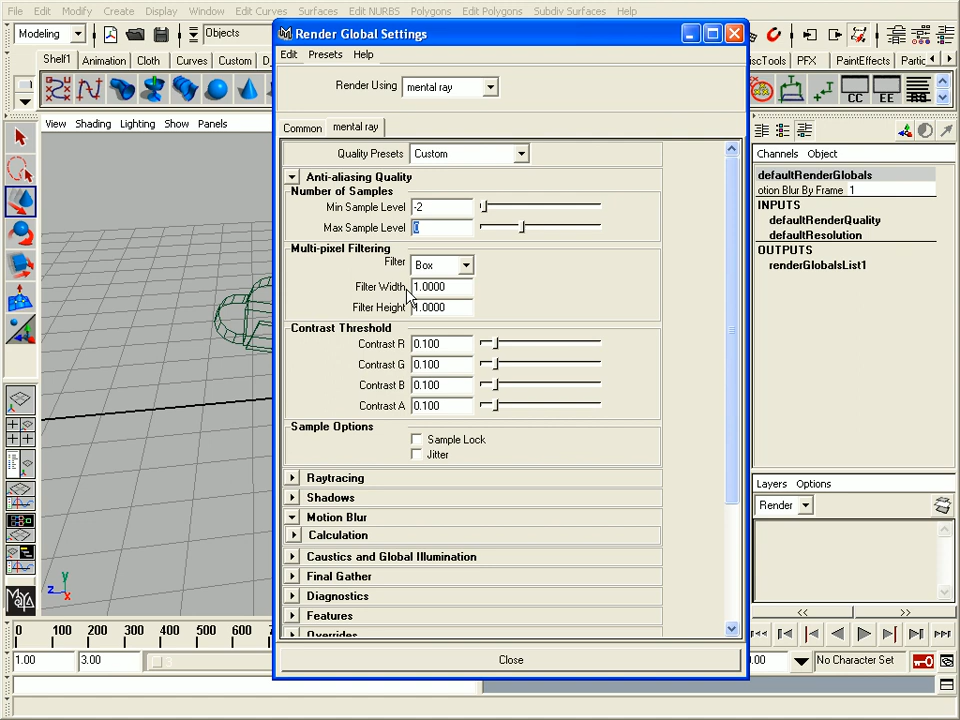 File Edit Modify Create Display Window Edit Curves Surfaces Edit NURBS Polygons Edit Polygons Subdiv Surfaces Help
Render Global Settings
Modeling
Objects
Edit Presets Help
Shelf1 Animation Cloth Curves Custom
iscTools PFX PaintEffects Partic
Render Using mental ray
CC EE
View Shading Lighting Show Panels
Common mental ray
Quality Presets Custom
Channels Object
Anti-aliasing Quality
defaultRenderGlobals
Number of Samples
otion Blur By Frame 1
Min Sample Level -2
INPUTS
defaultRenderQuality
Max Sample Level 0
defaultResolution
Multi-pixel Filtering
OUTPUTS
Filter Box
renderGlobalsList1
Filter Width 1.0000
Filter Height 1.0000
Contrast Threshold
Contrast R 0.100
Contrast G 0.100
Contrast B 0.100
Contrast A 0.100
Sample Options
Sample Lock
Jitter
Raytracing
Layers Options
Shadows
Render
Motion Blur
Calculation
Caustics and Global Illumination
Final Gather
Diagnostics
Features
Overrides
y
z
x
MAYA
<< >>
0 100 200 300 400 500 600
1.00 3.00 3
Close
0.00 No Character Set